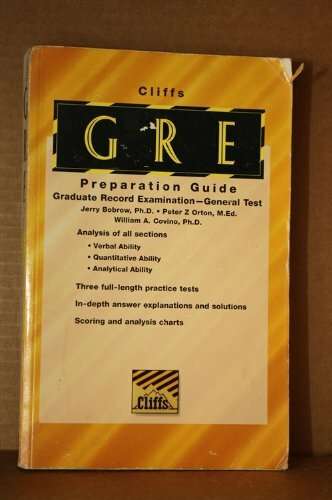 Cliffs
GRE
Preparation Guide
Graduate Record Examination—General Test
Jerry Bobrow, Ph.D. • Peter Z Orton, M.Ed.
William A. Covino, Ph.D.
Analysis of all sections
• Verbal Ability
• Quantitative Ability
• Analytical Ability
Three full-length practice tests
In-depth answer explanations and solutions
Scoring and analysis charts
Cliffs